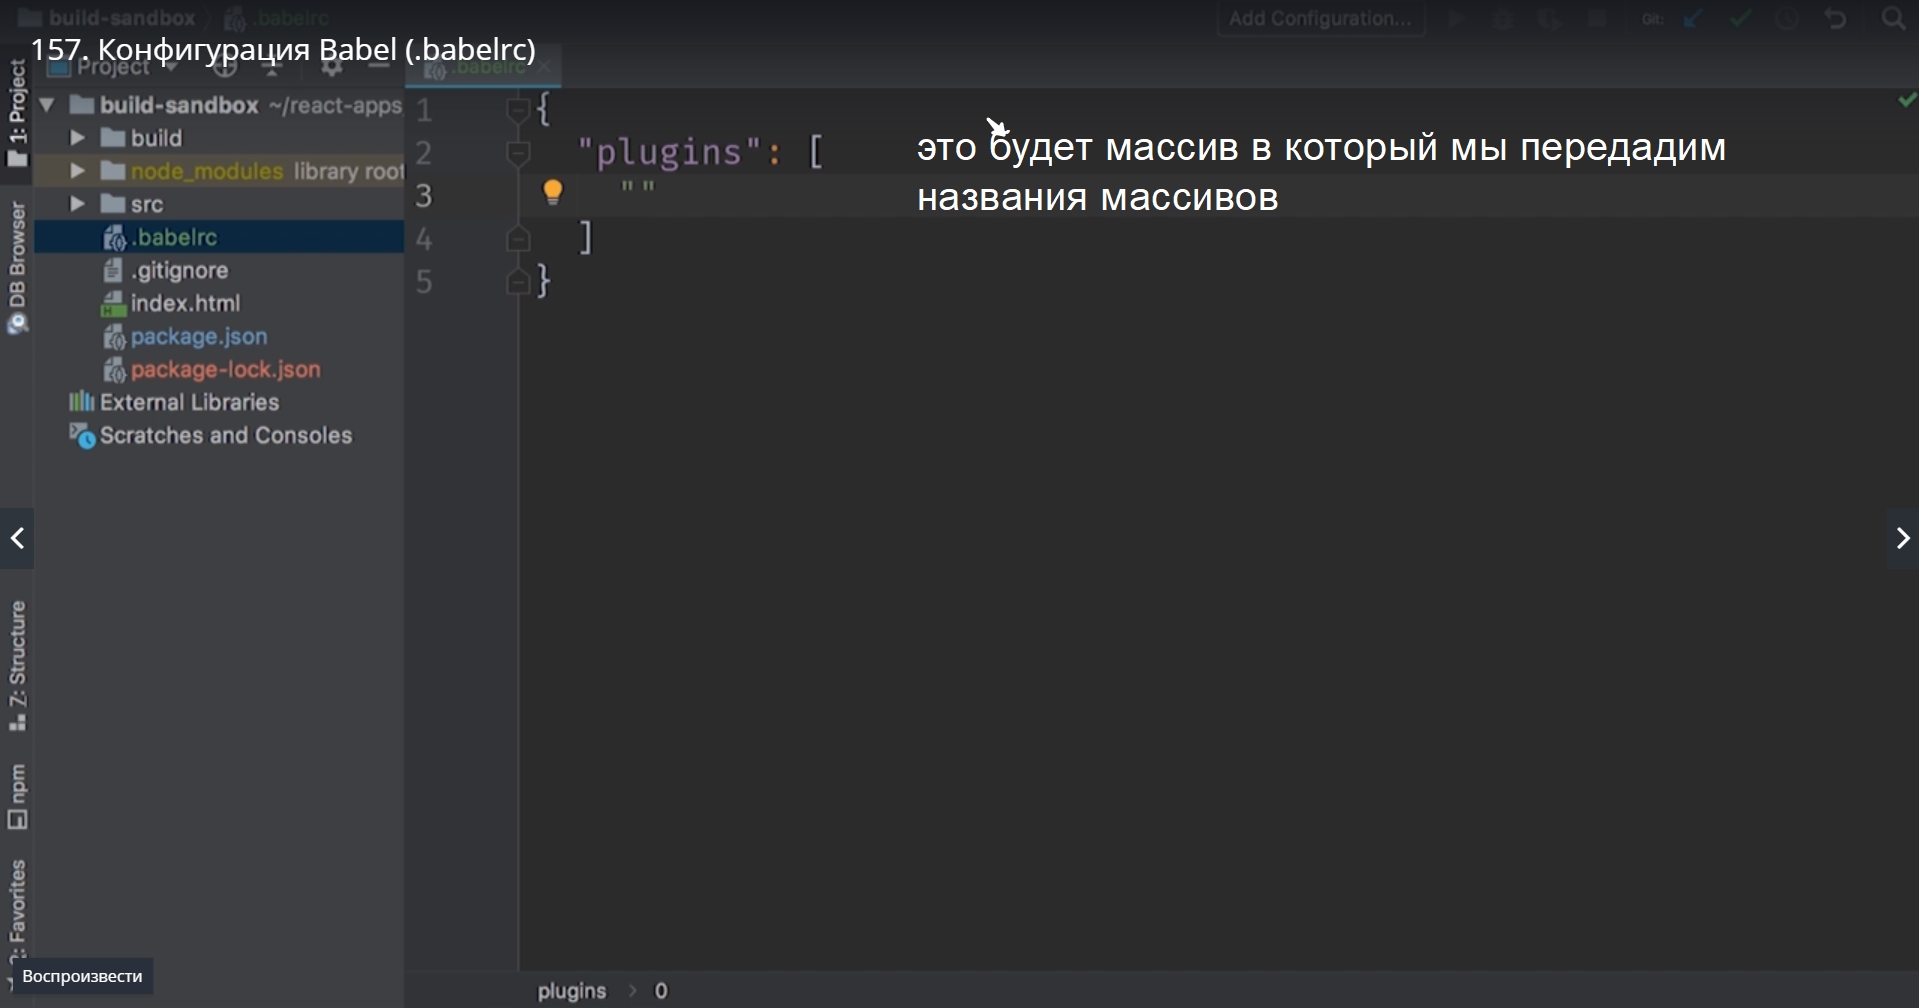 build-sandbox .babelrc Add Configuration... Git:
157. Конфигурация Babel (.babelrc)
Project .babelrc
1: Project
build-sandbox ~/react-apps
build
node_modules library root
src
.babelrc
.gitignore
index.html
package.json
package-lock.json
External Libraries
Scratches and Consoles
DB Browser
Z: Structure
npm
2: Favorites
Воспроизвести
1 {
2 "plugins": [
3 ""
4 ]
5 }
это будет массив в который мы передадим
названия массивов
plugins > 0